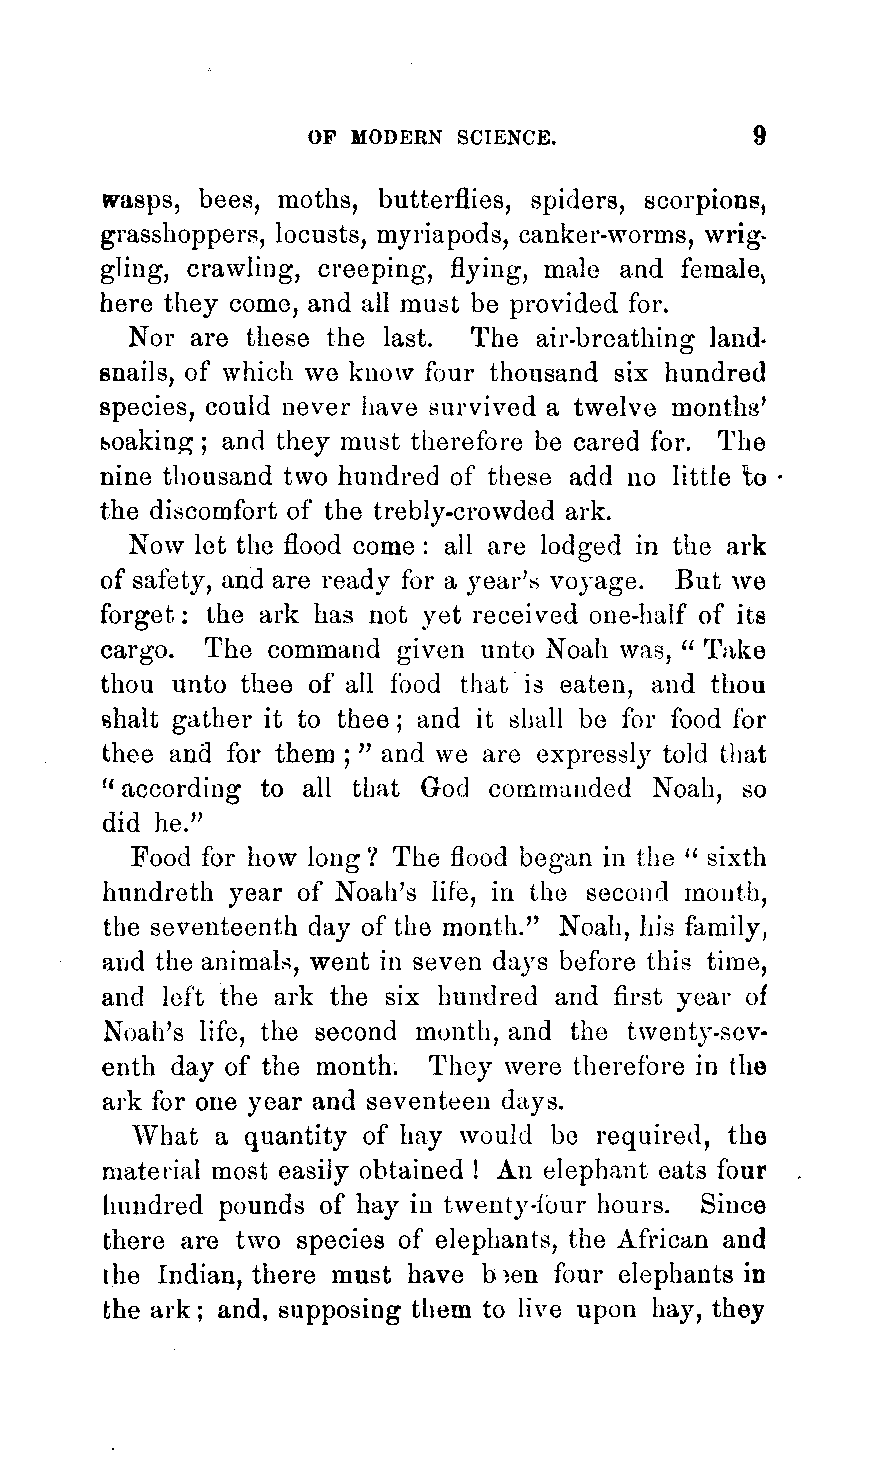 OF MODERN SCIENCE. 9
wasps, bees, moths, butterflies, spiders, scorpions,
grasshoppers, locusts, myriapods, canker-worms, wrig-
gling, crawling, creeping, flying, male and female,
here they come, and all must be provided for.
Nor are these the last. The air-breathing land-
snails, of which we know four thousand six hundred
species, could never have survived a twelve months'
soaking; and they must therefore be cared for. The
nine thousand two hundred of these add no little to
the discomfort of the trebly-crowded ark.
Now let the flood come: all are lodged in the ark
of safety, and are ready for a year's voyage. But we
forget: the ark has not yet received one-half of its
cargo. The command given unto Noah was, "Take
thou unto thee of all food that is eaten, and thou
shalt gather it to thee; and it shall be for food for
thee and for them;" and we are expressly told that
"according to all that God commanded Noah, so
did he."
Food for how long? The flood began in the "sixth
hundreth year of Noah's life, in the second month,
the seventeenth day of the month." Noah, his family,
and the animals, went in seven days before this time,
and left the ark the six hundred and first year of
Noah's life, the second month, and the twenty-sev-
enth day of the month. They were therefore in the
ark for one year and seventeen days.
What a quantity of hay would be required, the
material most easily obtained! An elephant eats four
hundred pounds of hay in twenty-four hours. Since
there are two species of elephants, the African and
the Indian, there must have been four elephants in
the ark; and, supposing them to live upon hay, they